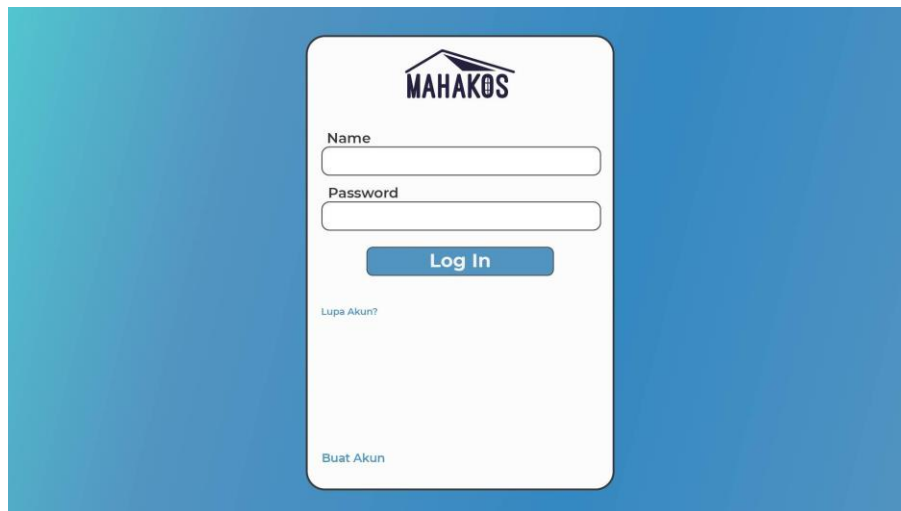 MAHAKOS
Name
Password
Log In
Lupa Akun?
Buat Akun